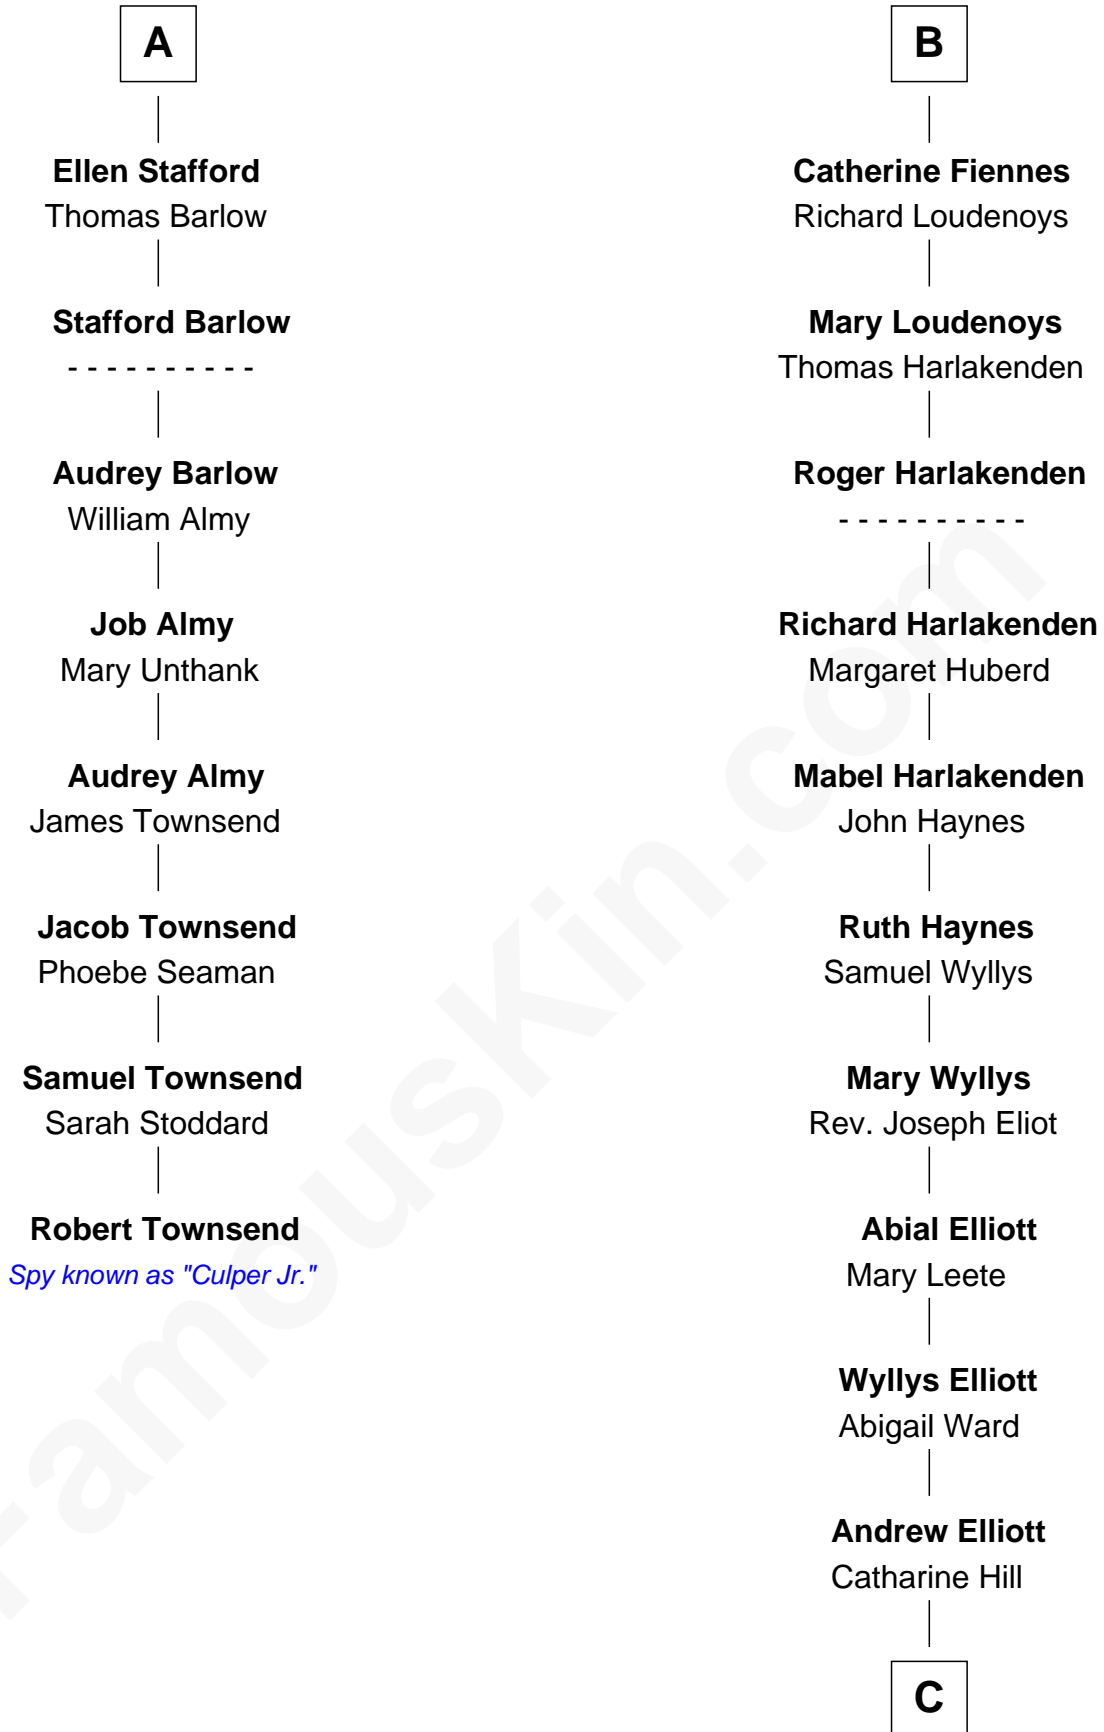 A
Ellen Stafford
Thomas Barlow
Stafford Barlow
- - - - - - - - - -
Audrey Barlow
William Almy
Job Almy
Mary Unthank
Audrey Almy
James Townsend
Jacob Townsend
Phoebe Seaman
Samuel Townsend
Sarah Stoddard
Robert Townsend
Spy known as "Culper Jr."
B
Catherine Fiennes
Richard Loudenoys
Mary Loudenoys
Thomas Harlakenden
Roger Harlakenden
- - - - - - - - - -
Richard Harlakenden
Margaret Huberd
Mabel Harlakenden
John Haynes
Ruth Haynes
Samuel Wyllys
Mary Wyllys
Rev. Joseph Eliot
Abial Elliott
Mary Leete
Wyllys Elliott
Abigail Ward
Andrew Elliott
Catharine Hill
C
FamousKin.com